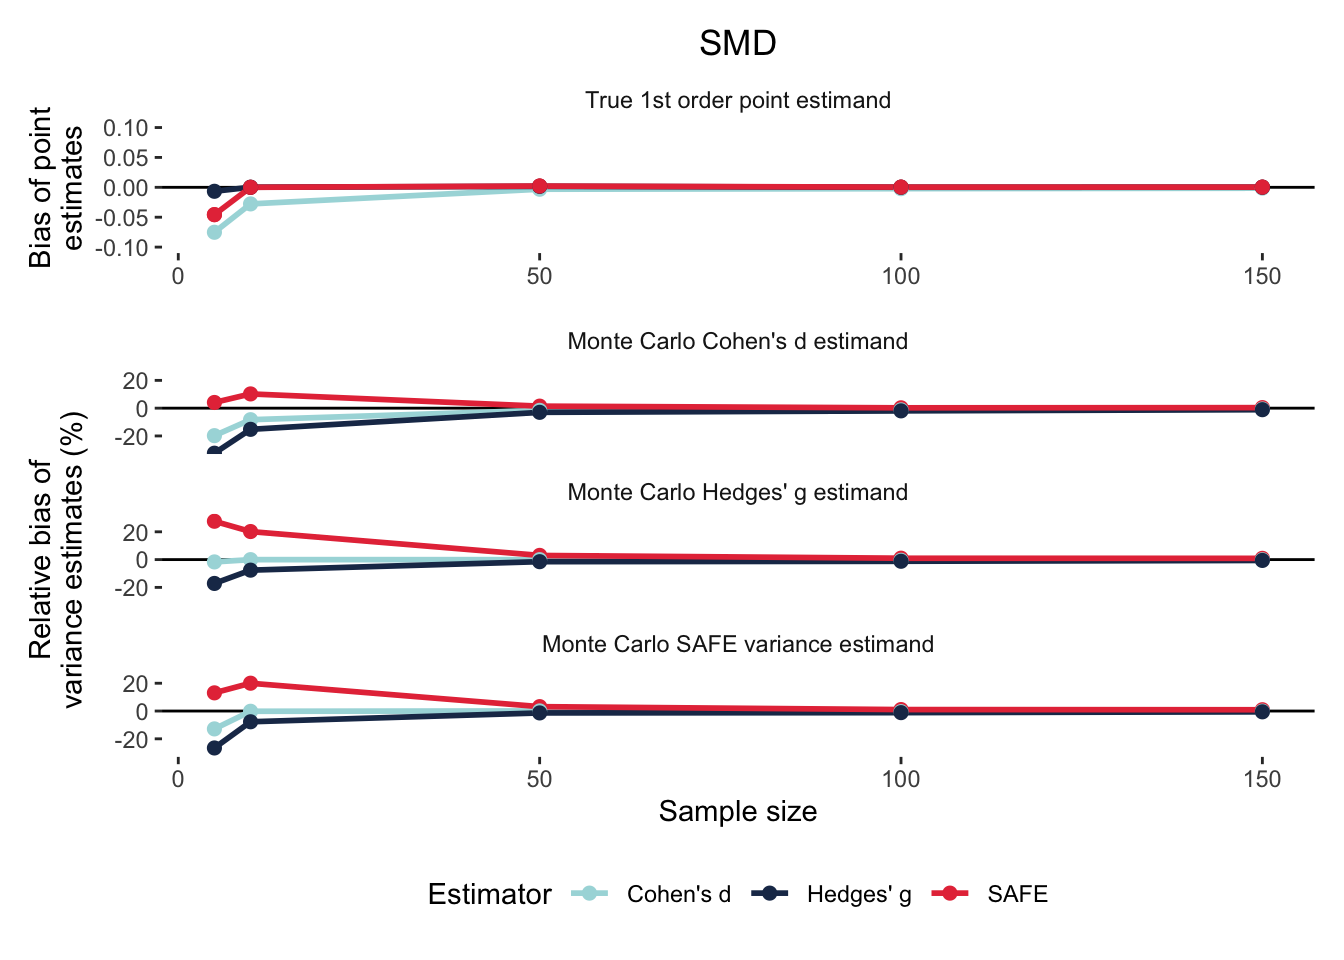 SMD
True 1st order point estimand
Bias of point
estimates
0.10
0.05
0.00
-0.05
-0.10
0 50 100 150
Monte Carlo Cohen's d estimand
20
0
-20
Relative bias of
variance estimates (%)
Monte Carlo Hedges' g estimand
20
0
-20
Monte Carlo SAFE variance estimand
20
0
-20
0 50 100 150
Sample size
Estimator Cohen's d Hedges' g SAFE